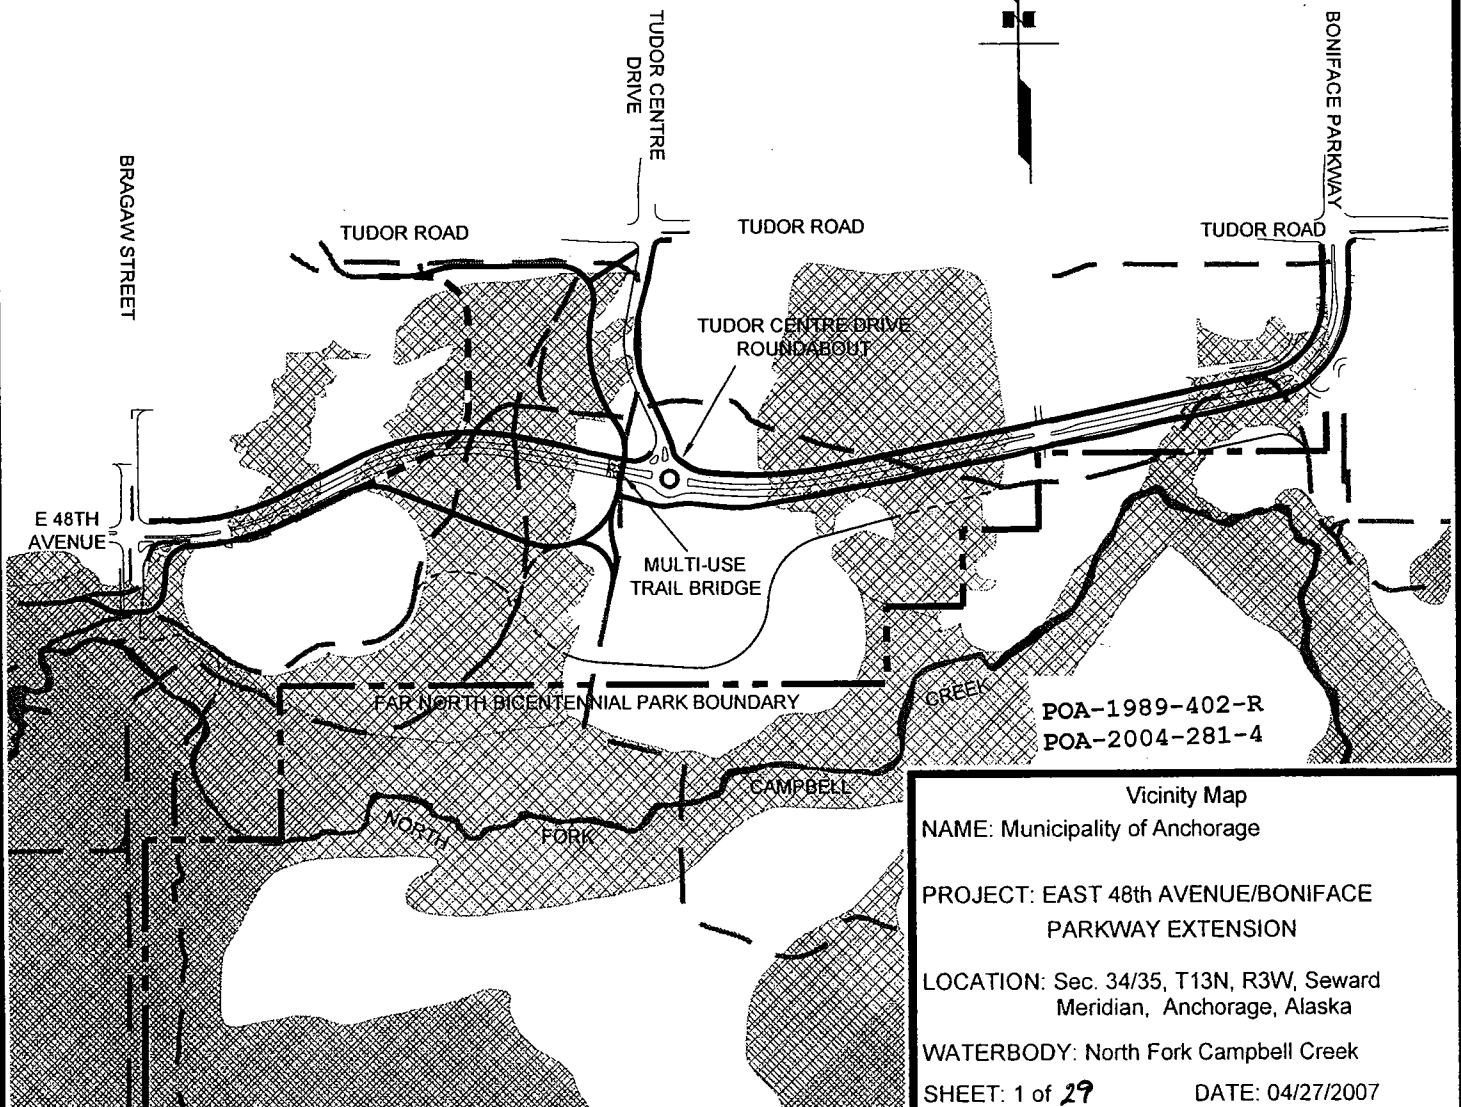 TUDOR CENTRE
DRIVE
BONIFACE PARKWAY
BRAGAW STREET
TUDOR ROAD
TUDOR ROAD
TUDOR ROAD
TUDOR CENTRE DRIVE
ROUNDABOUT
E 48TH
AVENUE
MULTI-USE
TRAIL BRIDGE
FAR NORTH BICENTENNIAL PARK BOUNDARY
CREEK
CAMPBELL
NORTH
FORK
POA-1989-402-R
POA-2004-281-4
Vicinity Map
NAME: Municipality of Anchorage
PROJECT: EAST 48th AVENUE/BONIFACE
PARKWAY EXTENSION
LOCATION: Sec. 34/35, T13N, R3W, Seward
Meridian, Anchorage, Alaska
WATERBODY: North Fork Campbell Creek
SHEET: 1 of 29 DATE: 04/27/2007